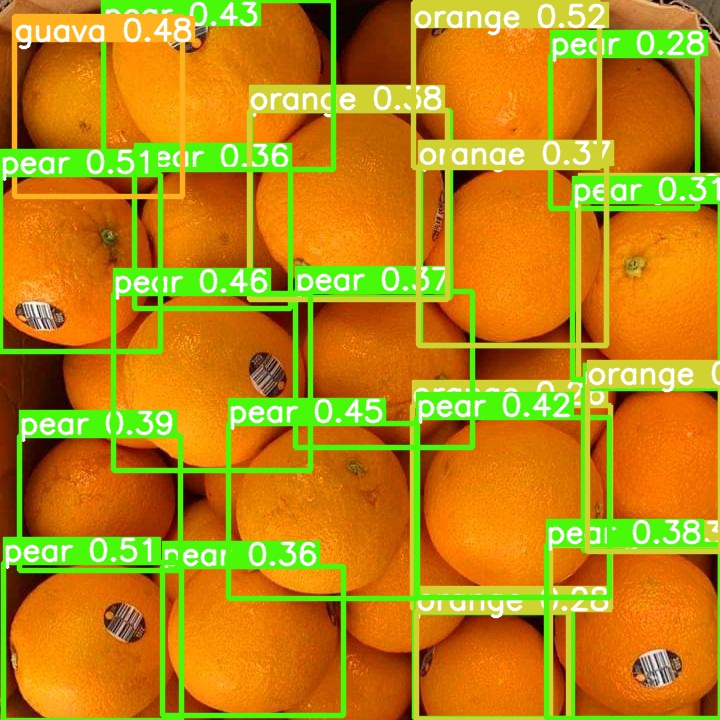 pear 0.43
orange 0.52
guava 0.48
pear 0.28
orange 0.38
orange 0.37
pear 0.51
pear 0.36
pear 0.31
pear 0.46
pear 0.37
orange
pear 0.45
pear 0.42
pear 0.39
pear 0.38
pear 0.51
pear 0.36
orange 0.28